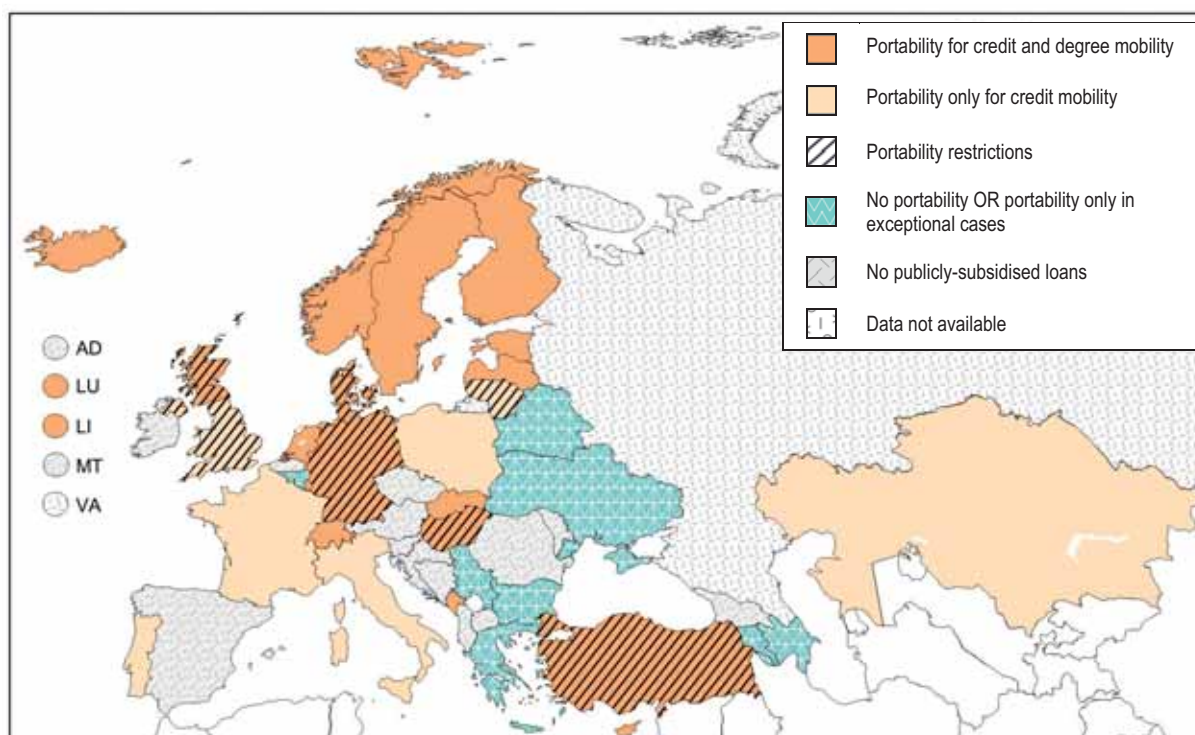 Portability for credit and degree mobility
Portability only for credit mobility
Portability restrictions
No portability OR portability only in
exceptional cases
No publicly-subsidised loans
Data not available
AD
LU
LI
MT
VA